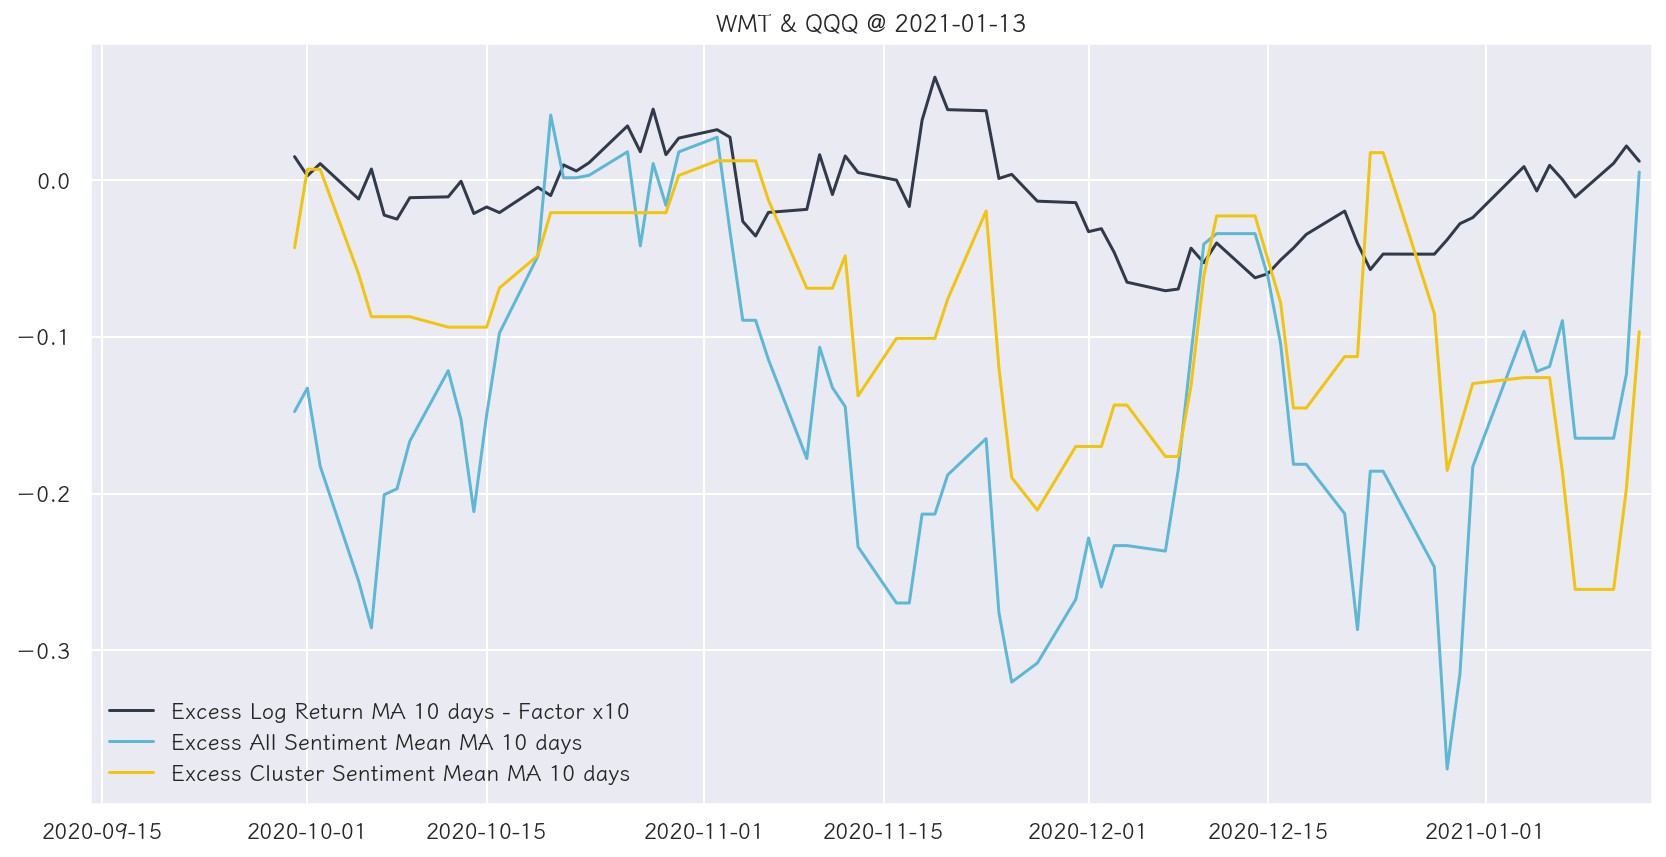 WMT & QQQ @ 2021-01-13
0.0
−0.1
−0.2
−0.3
Excess Log Return MA 10 days - Factor x10
Excess All Sentiment Mean MA 10 days
Excess Cluster Sentiment Mean MA 10 days
2020-09-15 2020-10-01 2020-10-15 2020-11-01 2020-11-15 2020-12-01 2020-12-15 2021-01-01